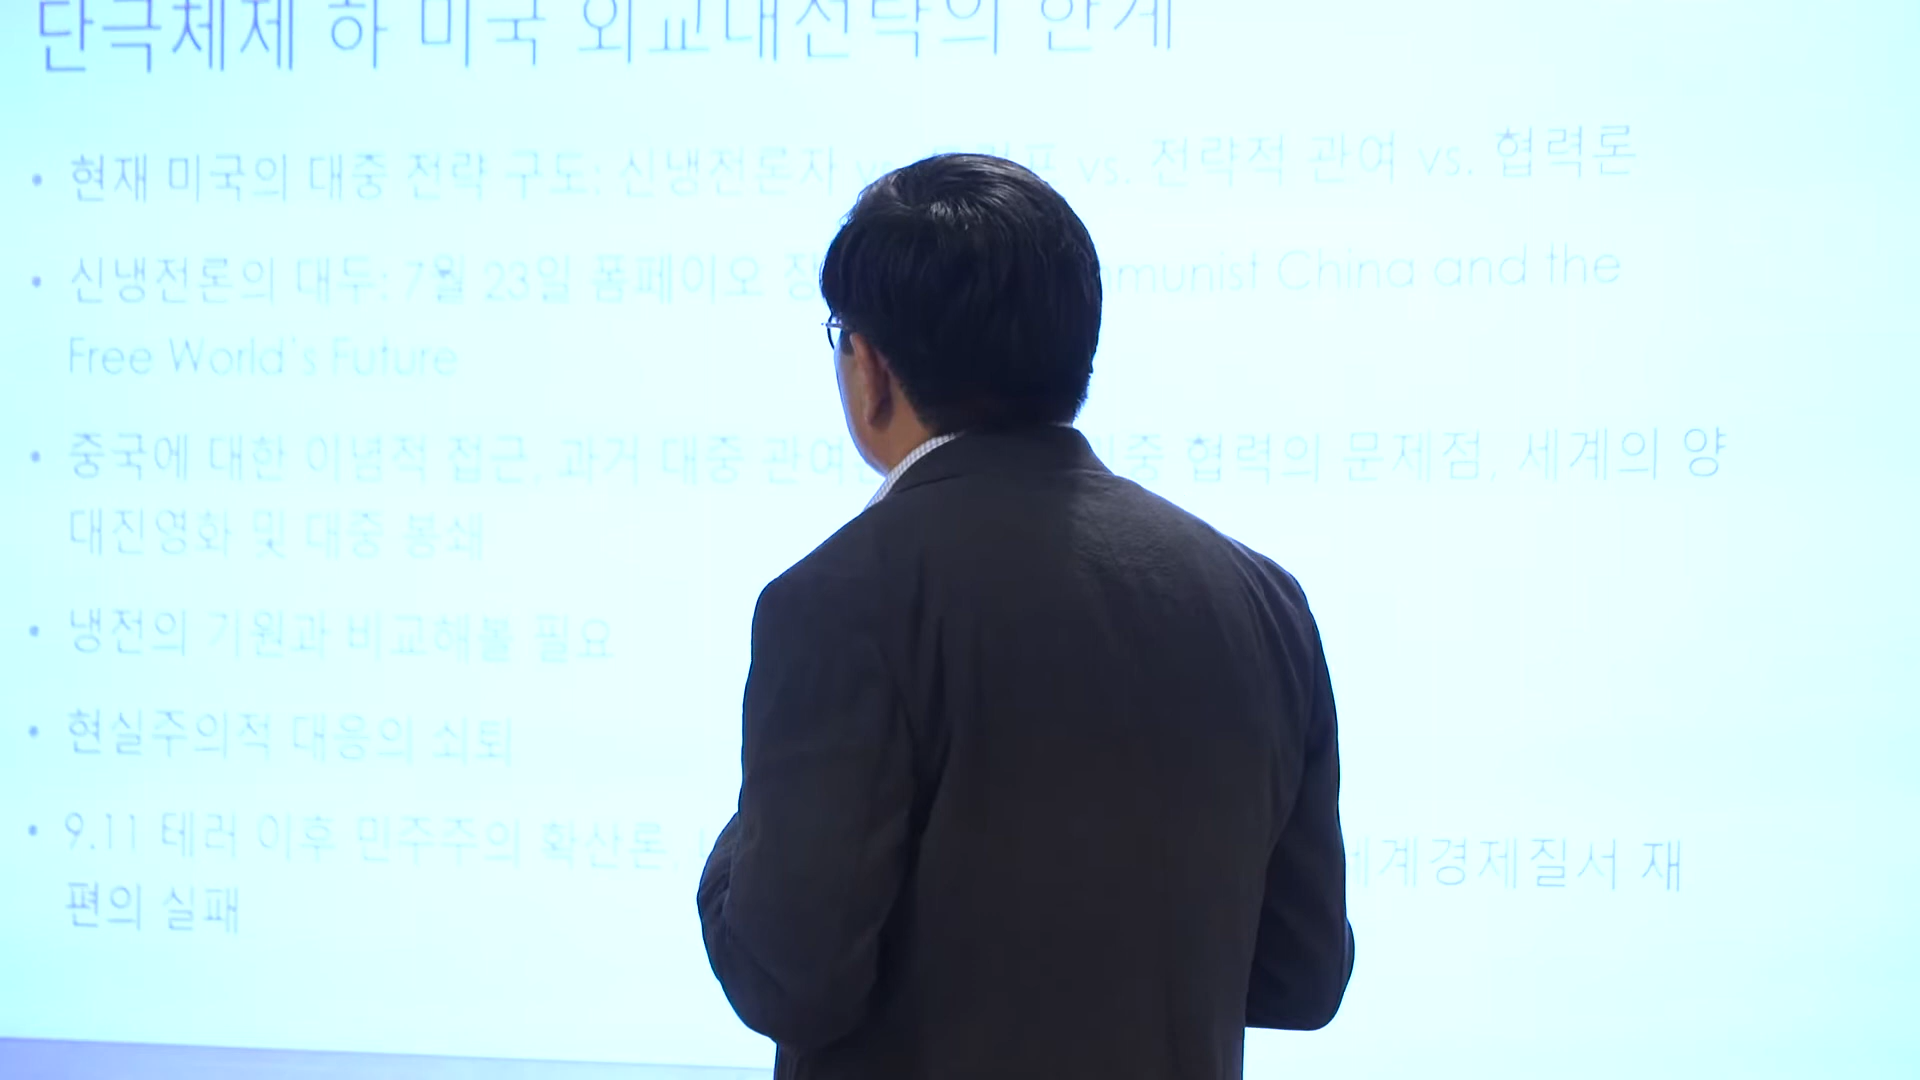 단극체제 하 미국 외교대전략의 한계
• 현재 미국의 대중 전략 구도: 신냉전론자 vs. 전략적 관여 vs. 협력론
• 신냉전론의 대두: 7월 23일 폼페이오 China and the
Free World's Future
• 중국에 대한 이념적 접근, 과거 대중 협력의 문제점, 세계의 양
대진영화 및 대중 봉쇄
• 냉전의 기원과 비교해볼 필요
• 현실주의적 대응의 쇠퇴
• 9.11 테러 이후 민주주의 확산론, 세계경제질서 재
편의 실패